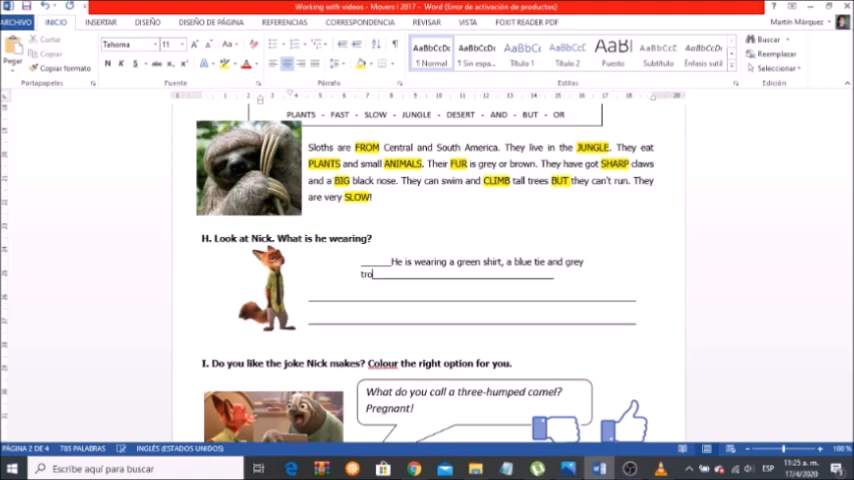 Working with videos - Movers I 2017 - Word (Error de activación de productos)
ARCHIVO INICIO INSERTAR DISEÑO DISEÑO DE PÁGINA REFERENCIAS CORRESPONDENCIA REVISAR VISTA FOXIT READER PDF Martín Márquez
Pegar
Cortar
Copiar
Copiar formato
Portapapeles
Tahoma 11
N K S
Fuente
Párrafo
AaBbCcDc AaBbCcDc AaBbCc AaBbCcC AaBl AaBbCcC AaBbCcDc
¶ Normal ¶ Sin espa... Título 1 Título 2 Puesto Subtítulo Énfasis sutil
Estilos
Buscar
Reemplazar
Seleccionar
Edición
PLANTS - FAST - SLOW - JUNGLE - DESERT - AND - BUT - OR
Sloths are FROM Central and South America. They live in the JUNGLE. They eat
PLANTS and small ANIMALS. Their FUR is grey or brown. They have got SHARP claws
and a BIG black nose. They can swim and CLIMB tall trees BUT they can't run. They
are very SLOW!
H. Look at Nick. What is he wearing?
He is wearing a green shirt, a blue tie and grey
tro
I. Do you like the joke Nick makes? Colour the right option for you.
What do you call a three-humped camel?
Pregnant!
PÁGINA 2 DE 4 785 PALABRAS INGLÉS (ESTADOS UNIDOS) 100 %
Escribe aquí para buscar
ESP
11:25 a. m.
17/4/2020